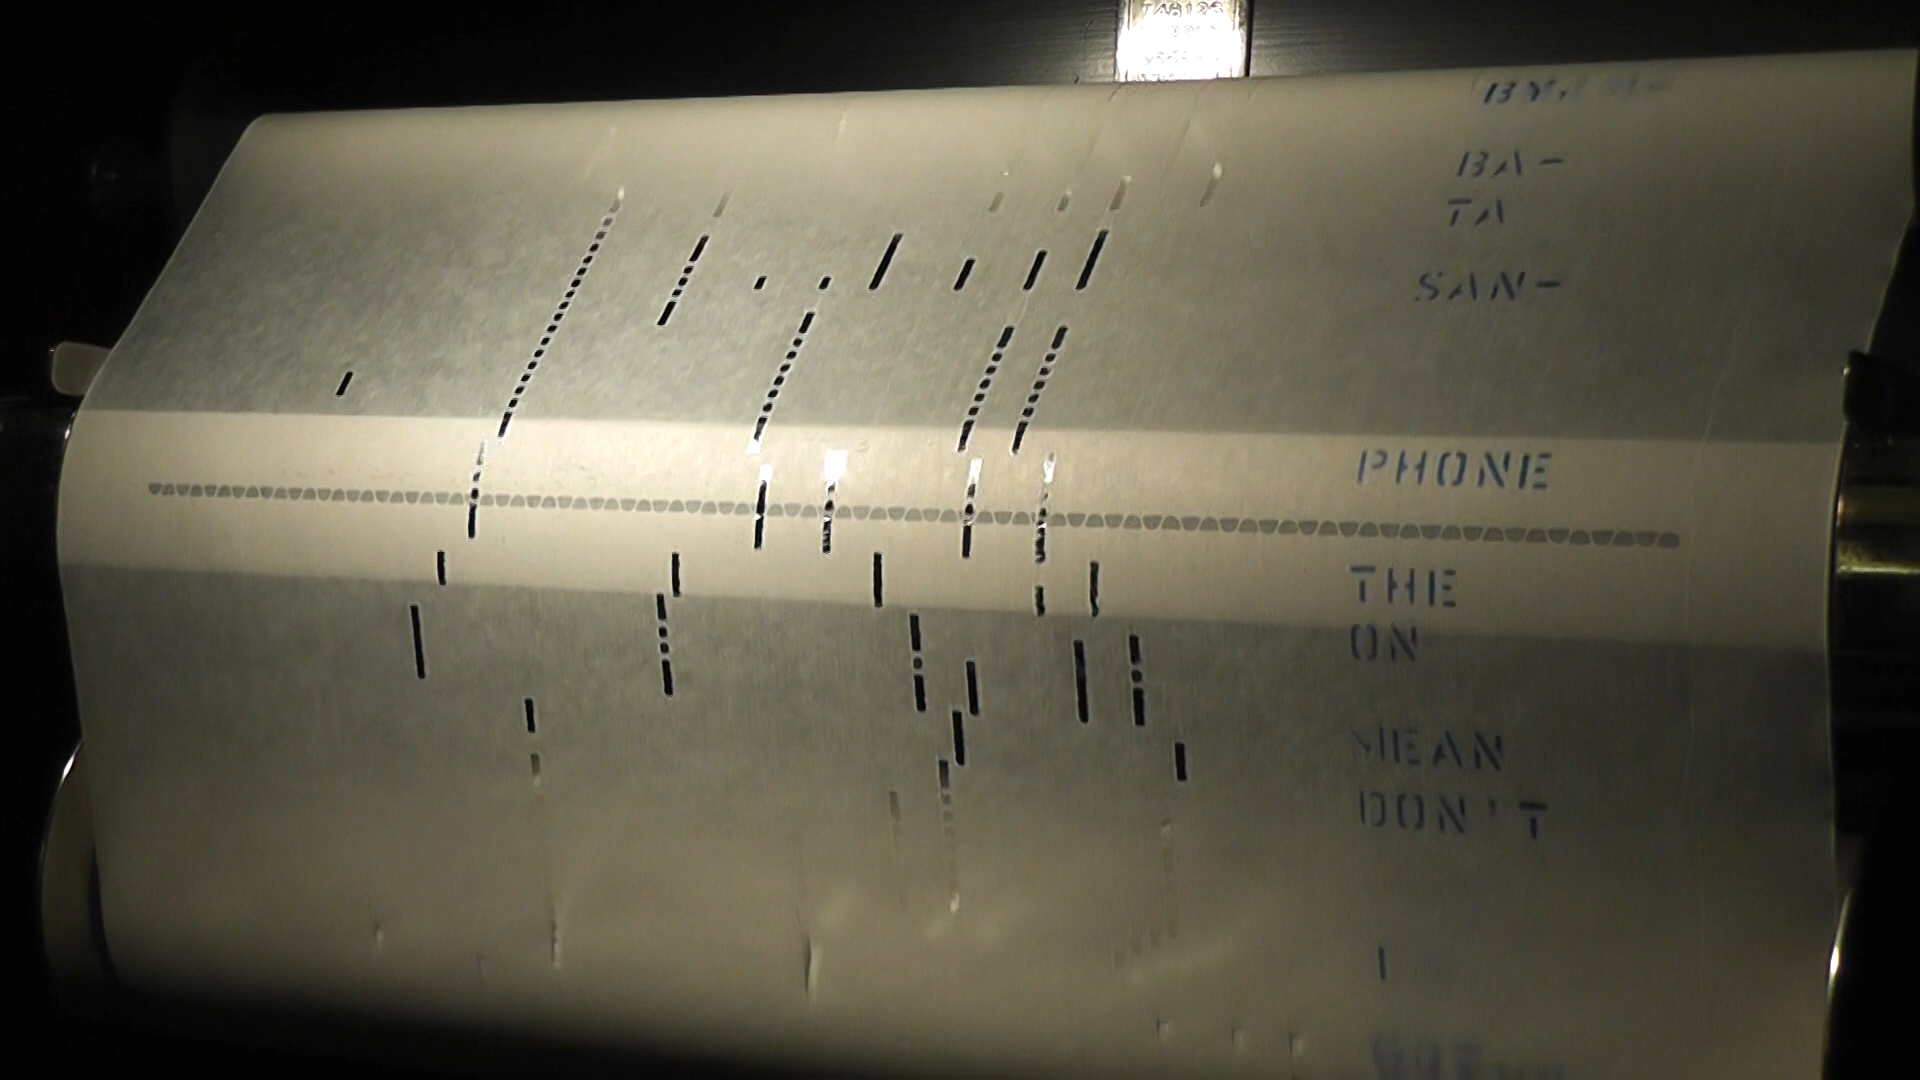 BA-
TA
SAN-
PHONE
THE
ON
MEAN
DON'T
I